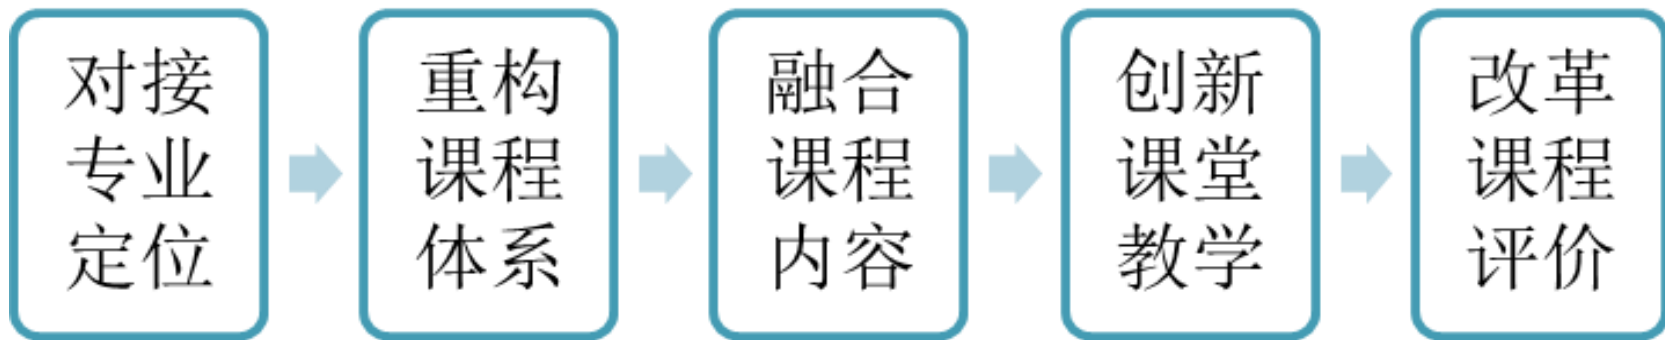 对接
专业
定位
重构
课程
体系
融合
课程
内容
创新
课堂
教学
改革
课程
评价